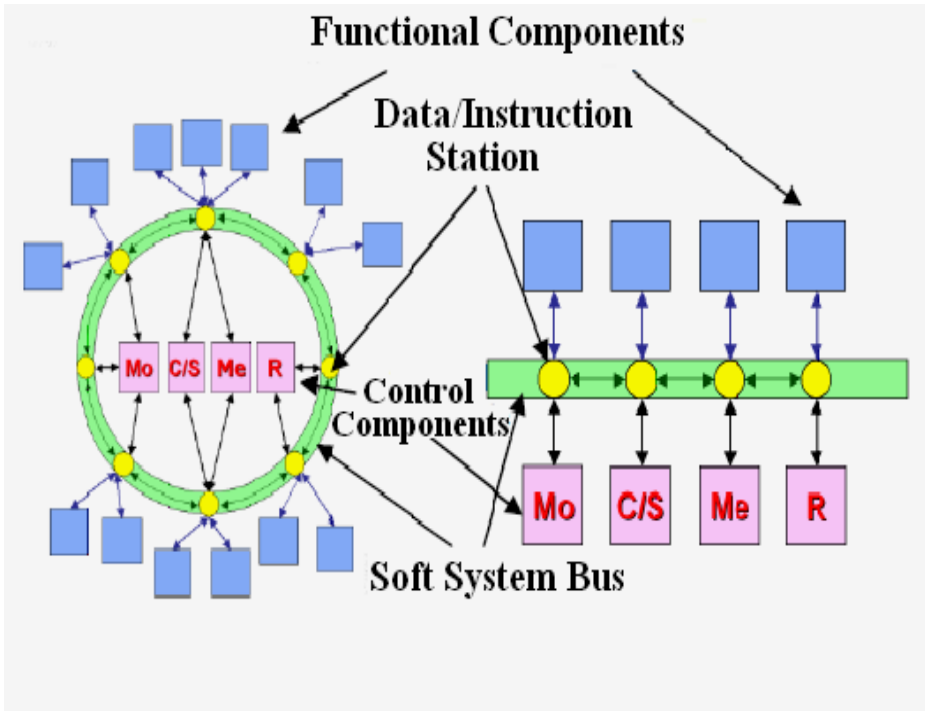 Functional Components
Data/Instruction
Station
Mo C/S Me R
Control
Components
Mo C/S Me R
Soft System Bus